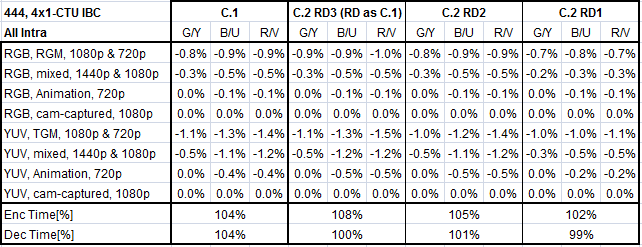 444, 4x1-CTU IBC C.1 C.2 RD3 (RD as C.1) C.2 RD2 C.2 RD1
All Intra G/Y B/U R/V G/Y B/U R/V G/Y B/U R/V G/Y B/U R/V
RGB, RGM, 1080p & 720p -0.8% -0.9% -0.9% -0.9% -0.9% -1.0% -0.8% -0.9% -0.9% -0.7% -0.8% -0.7%
RGB, mixed, 1440p & 1080p -0.3% -0.5% -0.5% -0.3% -0.5% -0.5% -0.3% -0.5% -0.5% -0.2% -0.3% -0.3%
RGB, Animation, 720p 0.0% -0.1% -0.1% 0.0% -0.1% -0.1% 0.0% -0.1% -0.1% 0.0% -0.1% -0.1%
RGB, cam-captured, 1080p 0.0% 0.0% 0.0% 0.0% 0.0% 0.0% 0.0% 0.0% 0.0% 0.0% 0.0% 0.0%
YUV, TGM, 1080p & 720p -1.1% -1.3% -1.4% -1.1% -1.3% -1.5% -1.0% -1.2% -1.4% -1.0% -1.0% -1.1%
YUV, mixed, 1440p & 1080p -0.5% -1.1% -1.2% -0.5% -1.2% -1.2% -0.5% -1.1% -1.2% -0.3% -0.5% -0.5%
YUV, Animation, 720p 0.0% -0.4% -0.4% 0.0% -0.5% -0.5% 0.0% -0.5% -0.5% 0.0% -0.2% -0.2%
YUV, cam-captured, 1080p 0.0% 0.0% 0.0% 0.0% 0.0% 0.0% 0.0% 0.0% 0.0% 0.0% 0.0% 0.0%
Enc Time[%] 104% 108% 105% 102%
Dec Time[%] 104% 100% 101% 99%